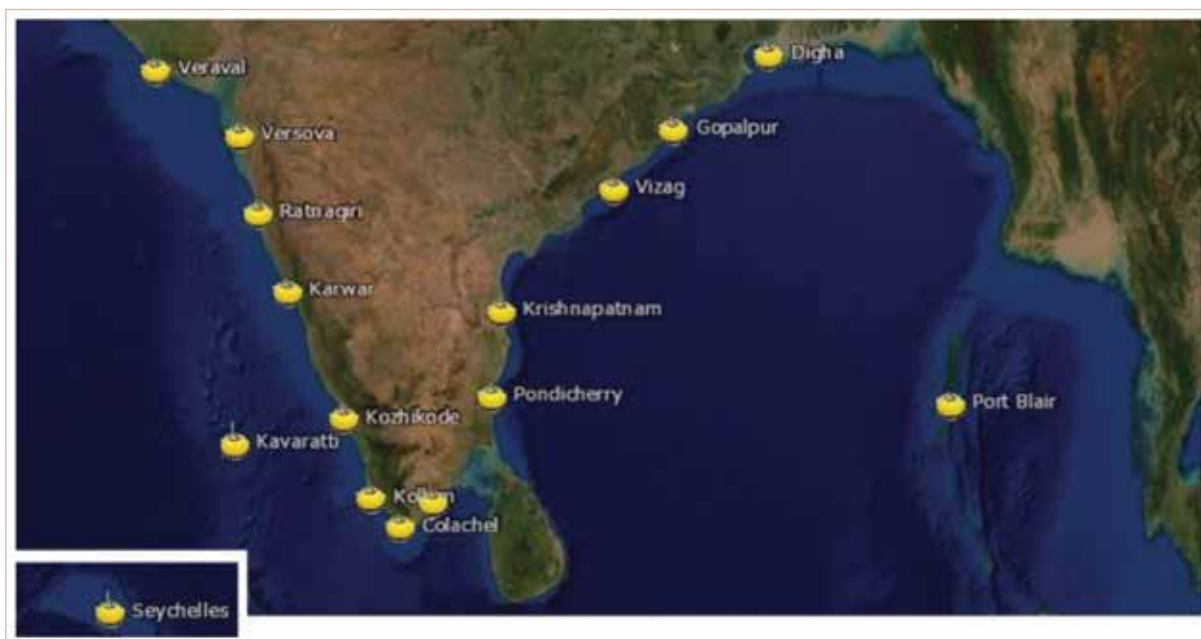 Digha
Veraval
Gopalpur
Versova
Vizag
Ratnagiri
Karwar
Krishnapatnam
Pondicherry
Port Blair
Kozhikode
Kavaratti
Kollam
Colachel
Seychelles